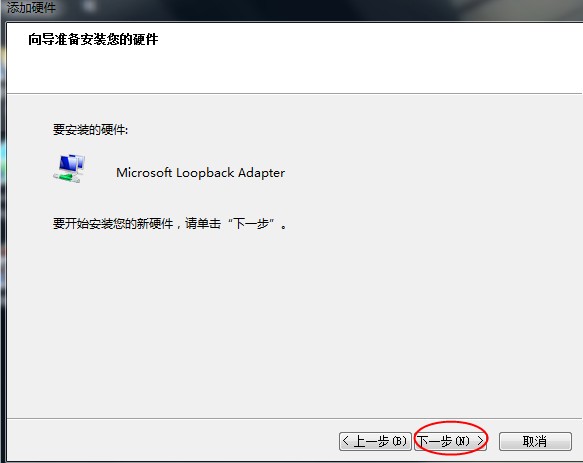 添加硬件
向导准备安装您的硬件
要安装的硬件:
Microsoft Loopback Adapter
要开始安装您的新硬件，请单击“下一步”。
< 上一步(B) 下一步(N) > 取消